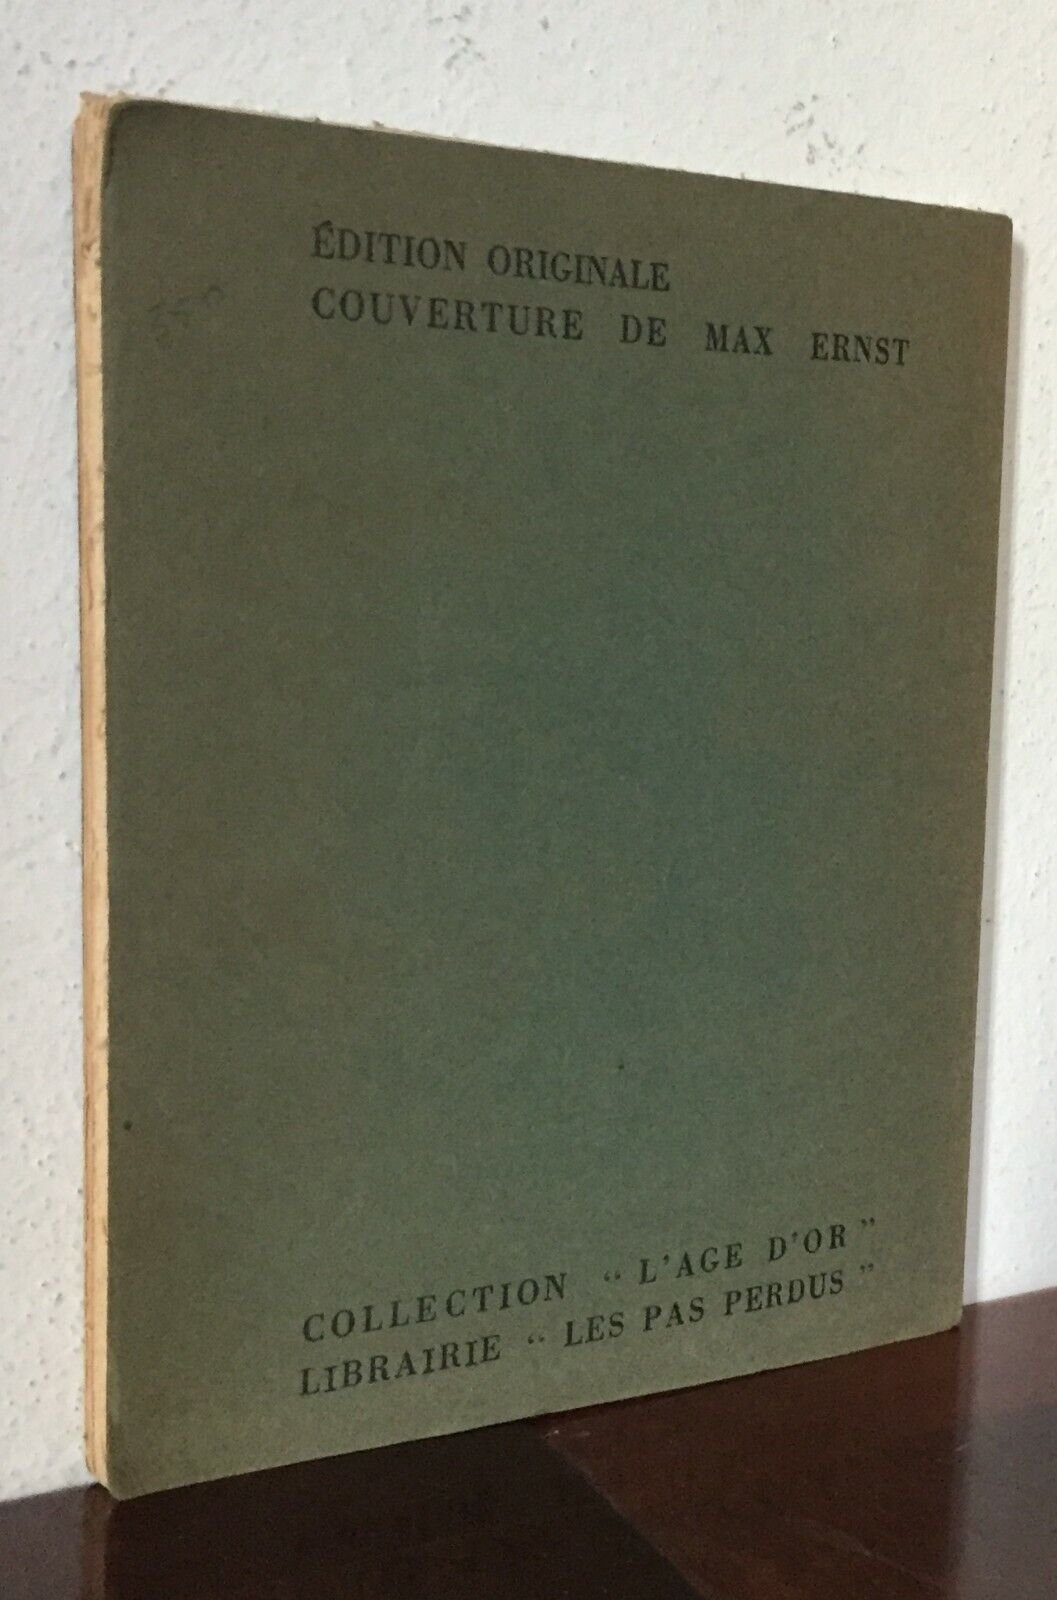 ÉDITION ORIGINALE
COUVERTURE DE MAX ERNST
COLLECTION “ L'AGE D'OR ”
LIBRAIRIE “ LES PAS PERDUS ”